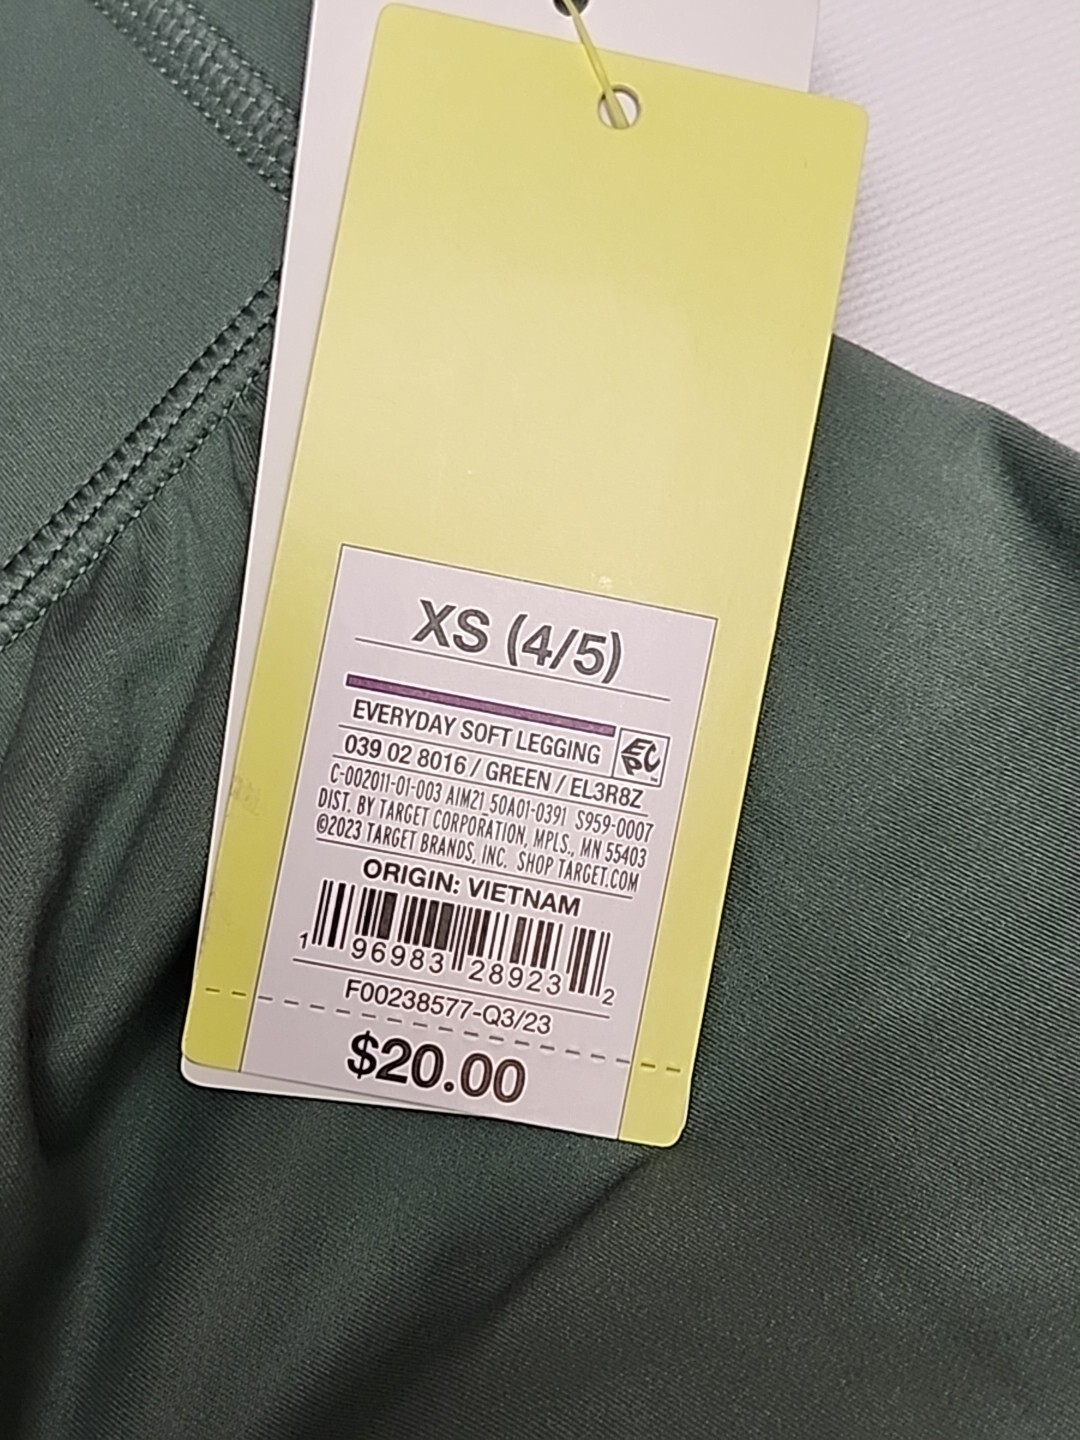 XS (4/5)
EVERYDAY SOFT LEGGING
EPC
039 02 8016 / GREEN / EL3R8Z
C-002011-01-003 AIM21 50A01-0391 S959-0007
DIST. BY TARGET CORPORATION, MPLS., MN 55403
©2023 TARGET BRANDS, INC. SHOP TARGET.COM
ORIGIN: VIETNAM
1 96983 28923 2
F00238577-Q3/23
$20.00